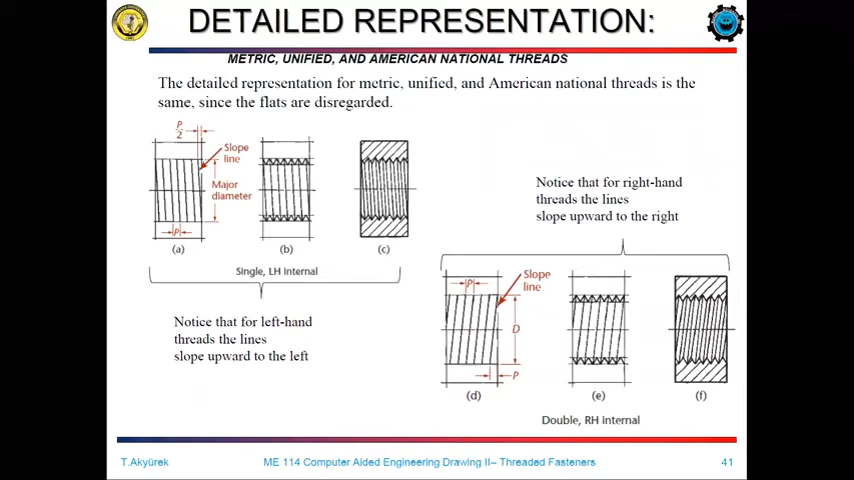 DETAILED REPRESENTATION:
METRIC, UNIFIED, AND AMERICAN NATIONAL THREADS
The detailed representation for metric, unified, and American national threads is the
same, since the flats are disregarded.
P
2
Slope
line
Major
diameter
P
(a)
(b)
(c)
Single, LH Internal
Notice that for left-hand
threads the lines
slope upward to the left
Notice that for right-hand
threads the lines
slope upward to the right
P
Slope
line
D
P
(d)
(e)
(f)
Double, RH internal
T.Akyürek
ME 114 Computer Aided Engineering Drawing II– Threaded Fasteners
41